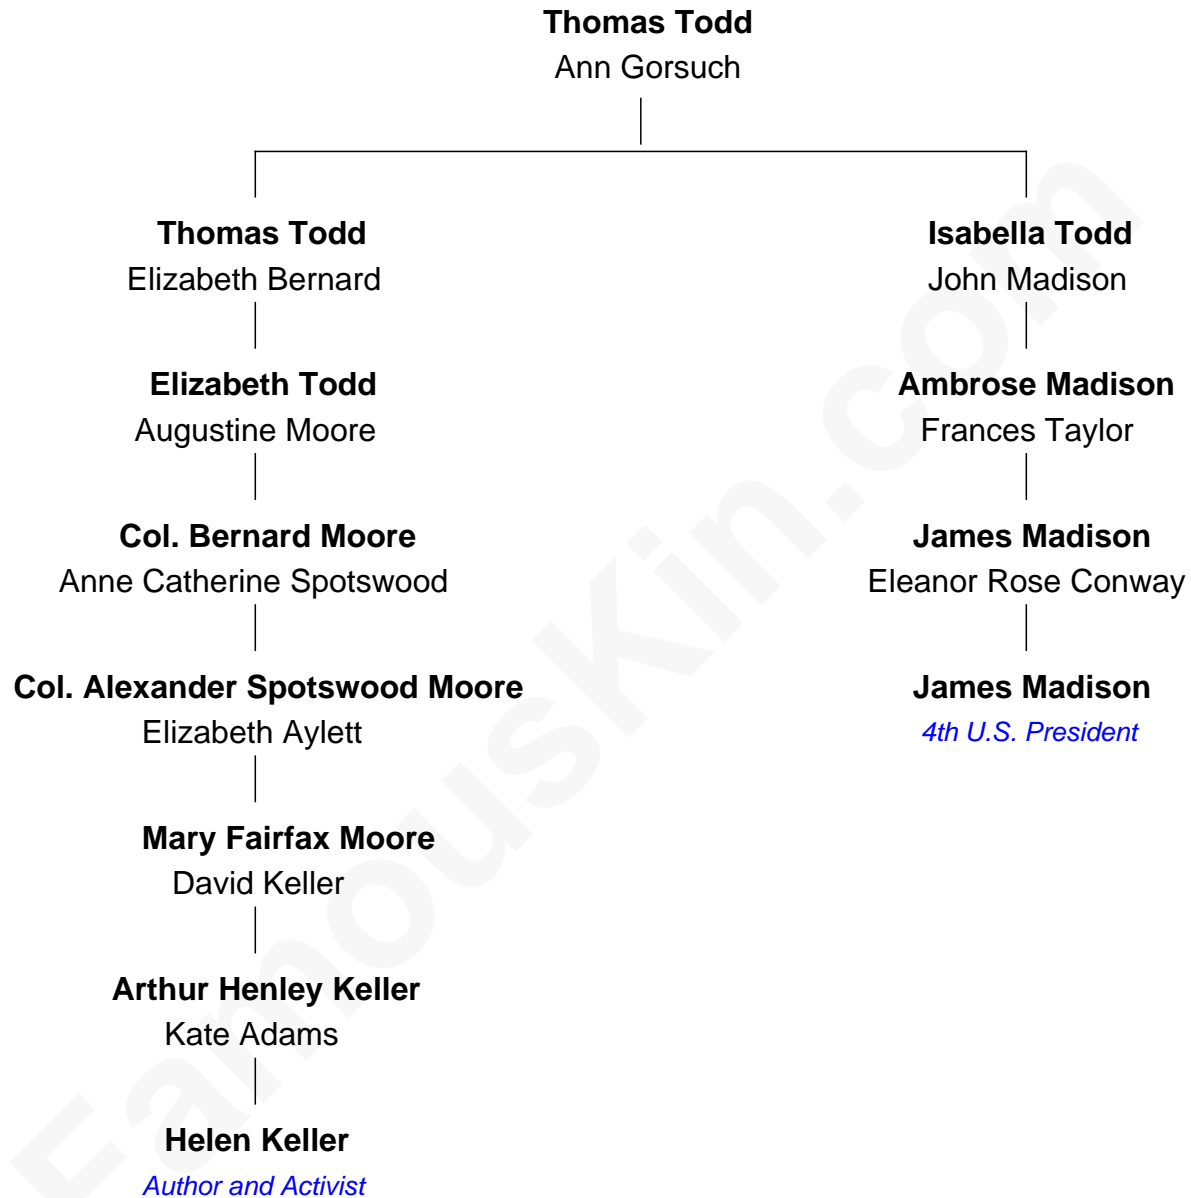 Thomas Todd
Ann Gorsuch
Thomas Todd
Elizabeth Bernard
Isabella Todd
John Madison
Elizabeth Todd
Augustine Moore
Ambrose Madison
Frances Taylor
Col. Bernard Moore
Anne Catherine Spotswood
James Madison
Eleanor Rose Conway
Col. Alexander Spotswood Moore
Elizabeth Aylett
James Madison
4th U.S. President
Mary Fairfax Moore
David Keller
Arthur Henley Keller
Kate Adams
Helen Keller
Author and Activist
FamousKin.com